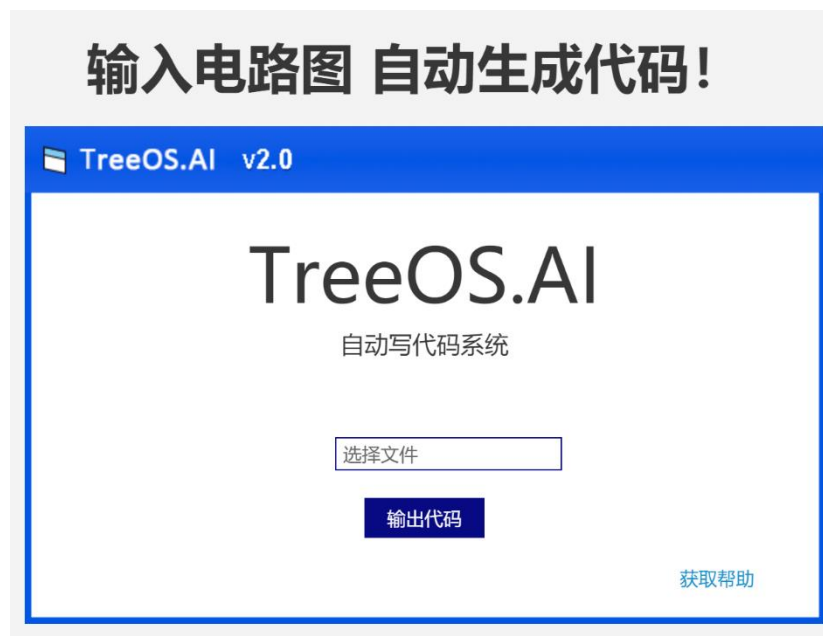 输入电路图 自动生成代码！
TreeOS.AI v2.0
TreeOS.AI
自动写代码系统
选择文件
输出代码
获取帮助